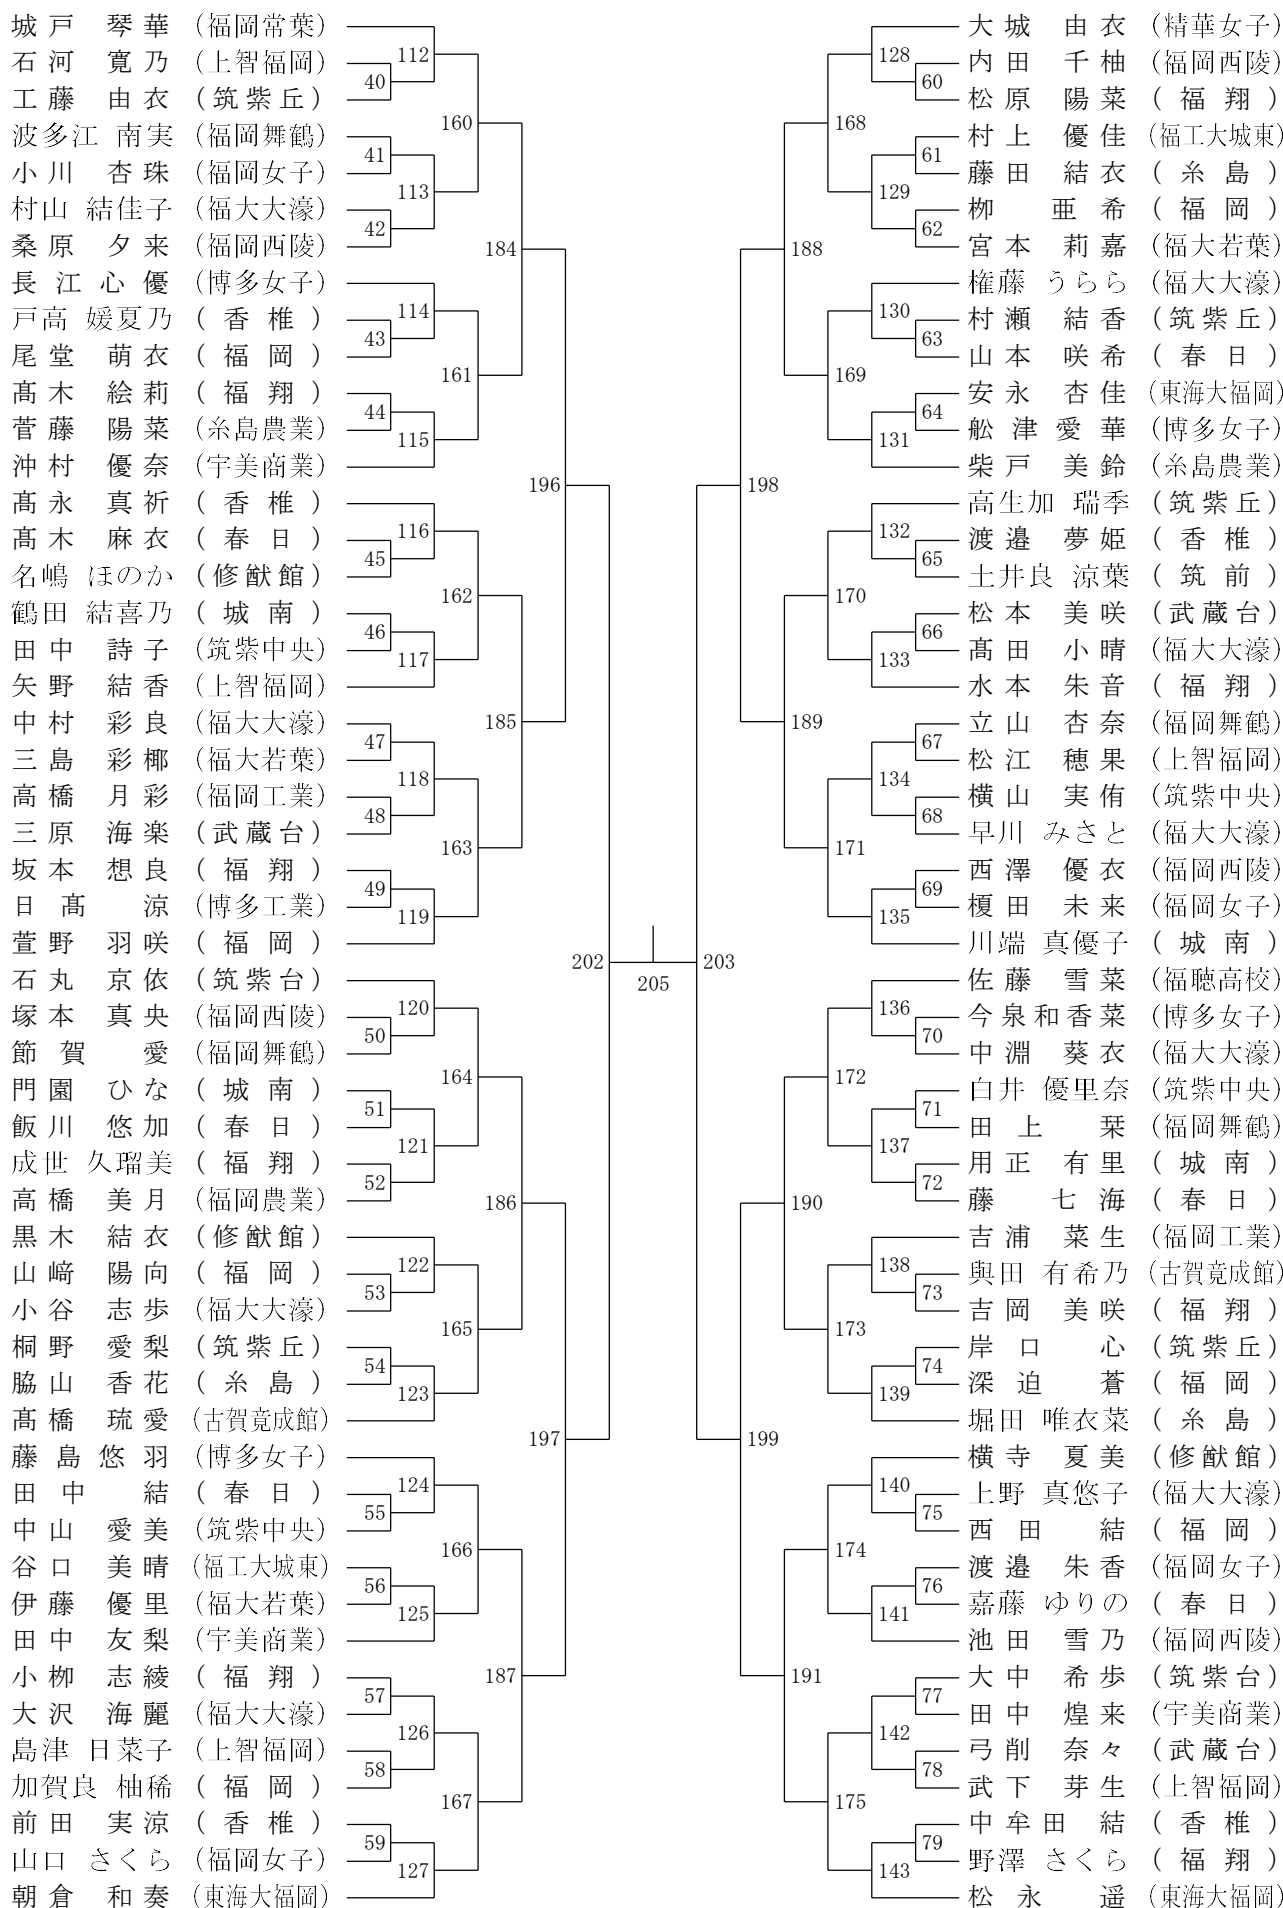 城戸 琴華 (福岡常葉)
石河 寛乃 (上智福岡)
工藤 由衣 (筑紫丘)
波多江 南実 (福岡舞鶴)
小川 杏珠 (福岡女子)
村山 結佳子 (福大大濠)
桑原 夕来 (福岡西陵)
長江 心優 (博多女子)
戸高 媛夏乃 (香椎)
尾堂 萌衣 (福岡)
髙木 絵莉 (福翔)
菅藤 陽菜 (糸島農業)
沖村 優奈 (宇美商業)
髙永 真祈 (香椎)
髙木 麻衣 (春日)
名嶋 ほのか (修猷館)
鶴田 結喜乃 (城南)
田中 詩子 (筑紫中央)
矢野 結香 (上智福岡)
中村 彩良 (福大大濠)
三島 彩椰 (福大若葉)
高橋 月彩 (福岡工業)
三原 海楽 (武蔵台)
坂本 想良 (福翔)
日髙 涼 (博多工業)
萱野 羽咲 (福岡)
石丸 京依 (筑紫台)
塚本 真央 (福岡西陵)
節賀 愛 (福岡舞鶴)
門園 ひな (城南)
飯川 悠加 (春日)
成世 久瑠美 (福翔)
高橋 美月 (福岡農業)
黒木 結衣 (修猷館)
山﨑 陽向 (福岡)
小谷 志歩 (福大大濠)
桐野 愛梨 (筑紫丘)
脇山 香花 (糸島)
髙橋 琉愛 (古賀竟成館)
藤島 悠羽 (博多女子)
田中 結 (春日)
中山 愛美 (筑紫中央)
谷口 美晴 (福工大城東)
伊藤 優里 (福大若葉)
田中 友梨 (宇美商業)
小栁 志綾 (福翔)
大沢 海麗 (福大大濠)
島津 日菜子 (上智福岡)
加賀良 柚稀 (福岡)
前田 実涼 (香椎)
山口 さくら (福岡女子)
朝倉 和奏 (東海大福岡)
40
41
42
43
44
45
46
47
48
49
50
51
52
53
54
55
56
57
58
59
112
113
114
115
116
117
118
119
120
121
122
123
124
125
126
127
160
161
162
163
164
165
166
167
184
185
186
187
196
197
202
205
203
198
199
188
189
190
191
168
169
170
171
172
173
174
175
128
129
130
131
132
133
134
135
136
137
138
139
140
141
142
143
60
61
62
63
64
65
66
67
68
69
70
71
72
73
74
75
76
77
78
79
大城 由衣 (精華女子)
内田 千柚 (福岡西陵)
松原 陽菜 (福翔)
村上 優佳 (福工大城東)
藤田 結衣 (糸島)
栁 亜希 (福岡)
宮本 莉嘉 (福大若葉)
権藤 うらら (福大大濠)
村瀬 結香 (筑紫丘)
山本 咲希 (春日)
安永 杏佳 (東海大福岡)
舩津 愛華 (博多女子)
柴戸 美鈴 (糸島農業)
高生加 瑞季 (筑紫丘)
渡邉 夢姫 (香椎)
土井良 涼葉 (筑前)
松本 美咲 (武蔵台)
髙田 小晴 (福大大濠)
水本 朱音 (福翔)
立山 杏奈 (福岡舞鶴)
松江 穂果 (上智福岡)
横山 実侑 (筑紫中央)
早川 みさと (福大大濠)
西澤 優衣 (福岡西陵)
榎田 未来 (福岡女子)
川端 真優子 (城南)
佐藤 雪菜 (福聴高校)
今泉 和香菜 (博多女子)
中淵 葵衣 (福大大濠)
白井 優里奈 (筑紫中央)
田上 栞 (福岡舞鶴)
用正 有里 (城南)
藤 七海 (春日)
吉浦 菜生 (福岡工業)
與田 有希乃 (古賀竟成館)
吉岡 美咲 (福翔)
岸口 心 (筑紫丘)
深迫 蒼 (福岡)
堀田 唯衣菜 (糸島)
横寺 夏美 (修猷館)
上野 真悠子 (福大大濠)
西田 結 (福岡)
渡邉 朱香 (福岡女子)
嘉藤 ゆりの (春日)
池田 雪乃 (福岡西陵)
大中 希歩 (筑紫台)
田中 煌来 (宇美商業)
弓削 奈々 (武蔵台)
武下 芽生 (上智福岡)
中牟田 結 (香椎)
野澤 さくら (福翔)
松永 遥 (東海大福岡)